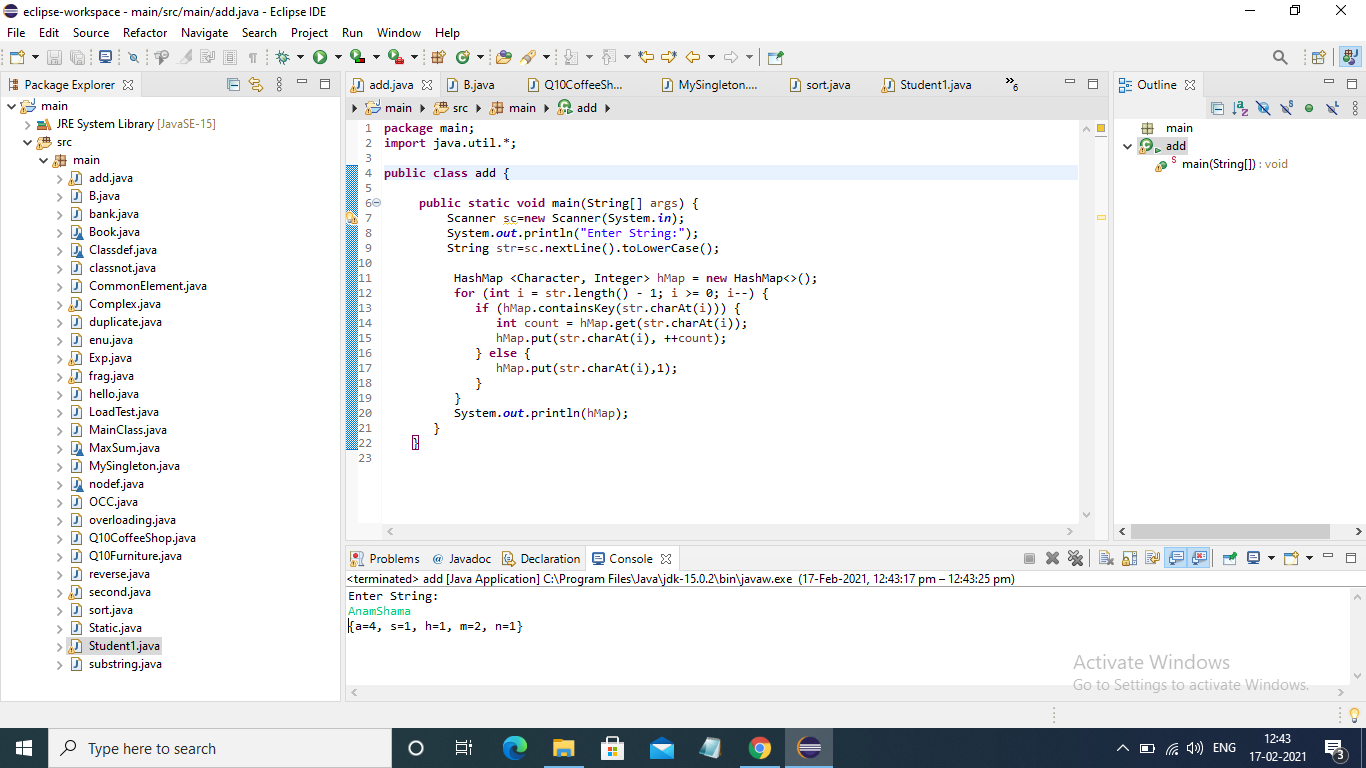 eclipse-workspace - main/src/main/add.java - Eclipse IDE
File Edit Source Refactor Navigate Search Project Run Window Help
Package Explorer
main
JRE System Library [JavaSE-15]
src
main
add.java
B.java
bank.java
Book.java
Classdef.java
classnot.java
CommonElement.java
Complex.java
duplicate.java
enu.java
Exp.java
frag.java
hello.java
LoadTest.java
MainClass.java
MaxSum.java
MySingleton.java
nodef.java
OCC.java
overloading.java
Q10CoffeeShop.java
Q10Furniture.java
reverse.java
second.java
sort.java
Static.java
Student1.java
substring.java
add.java B.java Q10CoffeeSh... MySingleton.... sort.java Student1.java »6
main src main add
1 package main;
2 import java.util.*;
3
4 public class add {
5
6 public static void main(String[] args) {
7 Scanner sc=new Scanner(System.in);
8 System.out.println("Enter String:");
9 String str=sc.nextLine().toLowerCase();
10
11 HashMap <Character, Integer> hMap = new HashMap<>();
12 for (int i = str.length() - 1; i >= 0; i--) {
13 if (hMap.containsKey(str.charAt(i))) {
14 int count = hMap.get(str.charAt(i));
15 hMap.put(str.charAt(i), ++count);
16 } else {
17 hMap.put(str.charAt(i),1);
18 }
19 }
20 System.out.println(hMap);
21 }
22 }
23
Outline
main
add
main(String[]) : void
Problems @ Javadoc Declaration Console
<terminated> add [Java Application] C:\Program Files\Java\jdk-15.0.2\bin\javaw.exe (17-Feb-2021, 12:43:17 pm – 12:43:25 pm)
Enter String:
AnamShama
{a=4, s=1, h=1, m=2, n=1}
Activate Windows
Go to Settings to activate Windows.
Type here to search
ENG
12:43
17-02-2021
3